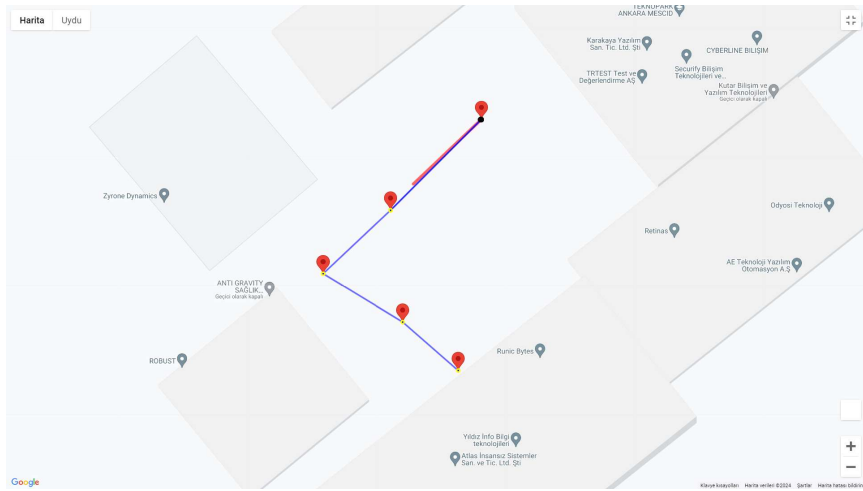 Harita Uydu
TEKNOPARK
ANKARA MESCİD
Karakaya Yazılım
San. Tic. Ltd. Şti
CYBERLINE BİLİŞİM
TRTEST Test ve
Değerlendirme AŞ
Securify Bilişim
Teknolojileri ve...
Kutar Bilişim ve
Yazılım Teknolojileri
Geçici olarak kapalı
Zyrone Dynamics
Odyosi Teknoloji
Retinas
AE Teknoloji Yazılım
Otomasyon A.Ş
ANTI GRAVITY
SAĞLIK...
Geçici olarak kapalı
Runic Bytes
ROBUST
Yıldız İnfo Bilgi
teknolojileri
Atlas İnsansız Sistemler
San. ve Tic. Ltd. Şti
Google
Klavye kısayolları Harita verileri ©2024 Şartlar Harita hatası bildirin